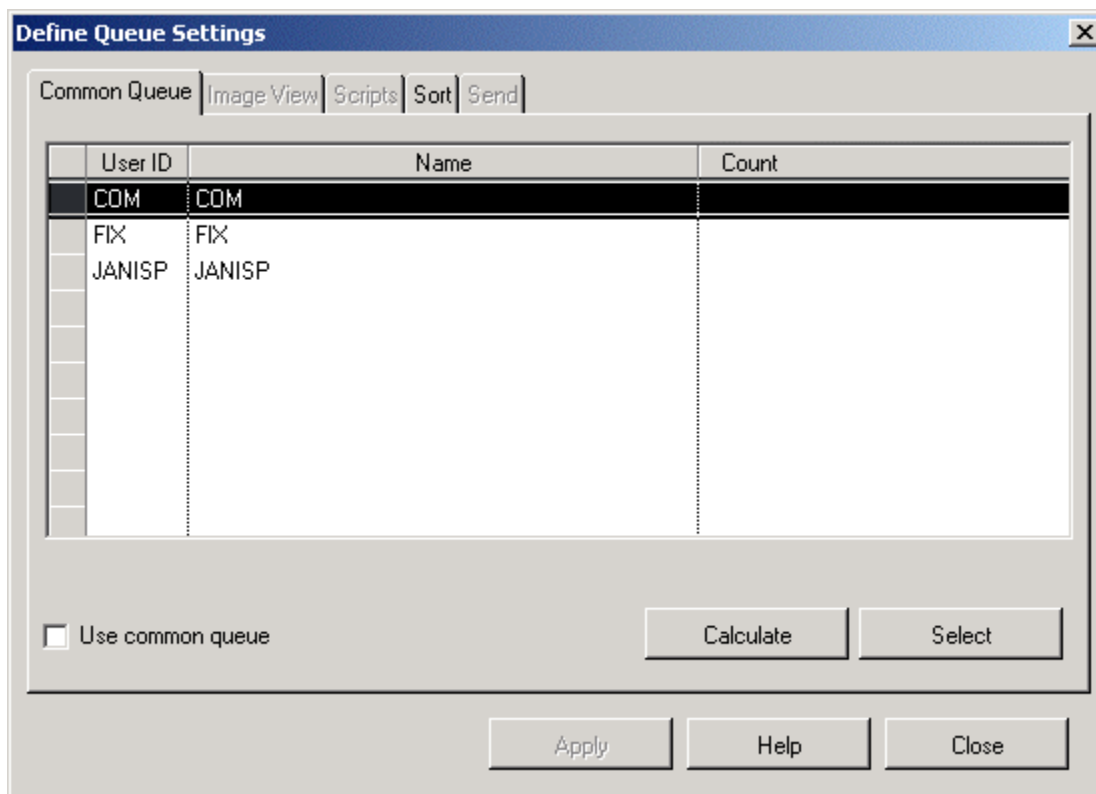 Define Queue Settings
Common Queue Image View Scripts Sort Send
User ID Name Count
COM COM
FIX FIX
JANISP JANISP
Use common queue Calculate Select
Apply Help Close